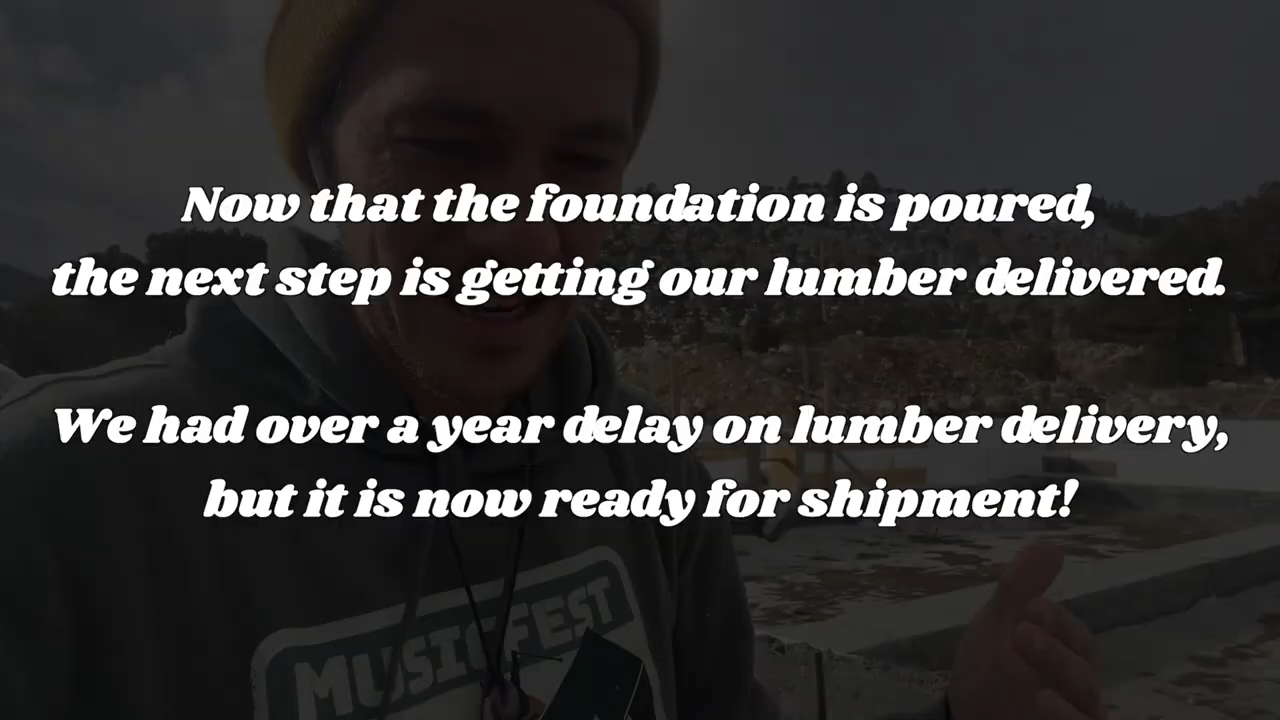 Now that the foundation is poured,
the next step is getting our lumber delivered.
We had over a year delay on lumber delivery,
but it is now ready for shipment!
MUSICFEST